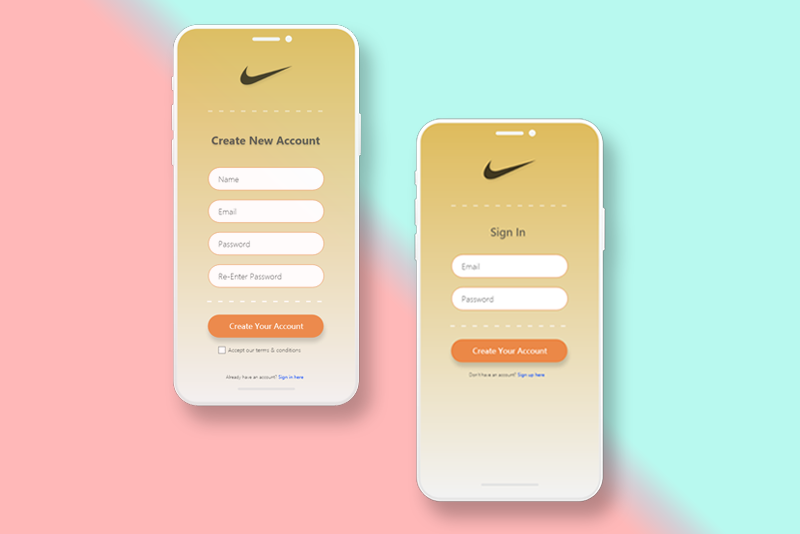 Create New Account
Name
Email
Password
Re-Enter Password
Create Your Account
Accept our terms & conditions
Already have an account? Sign in here
Sign In
Email
Password
Create Your Account
Don't have an account? Sign up here